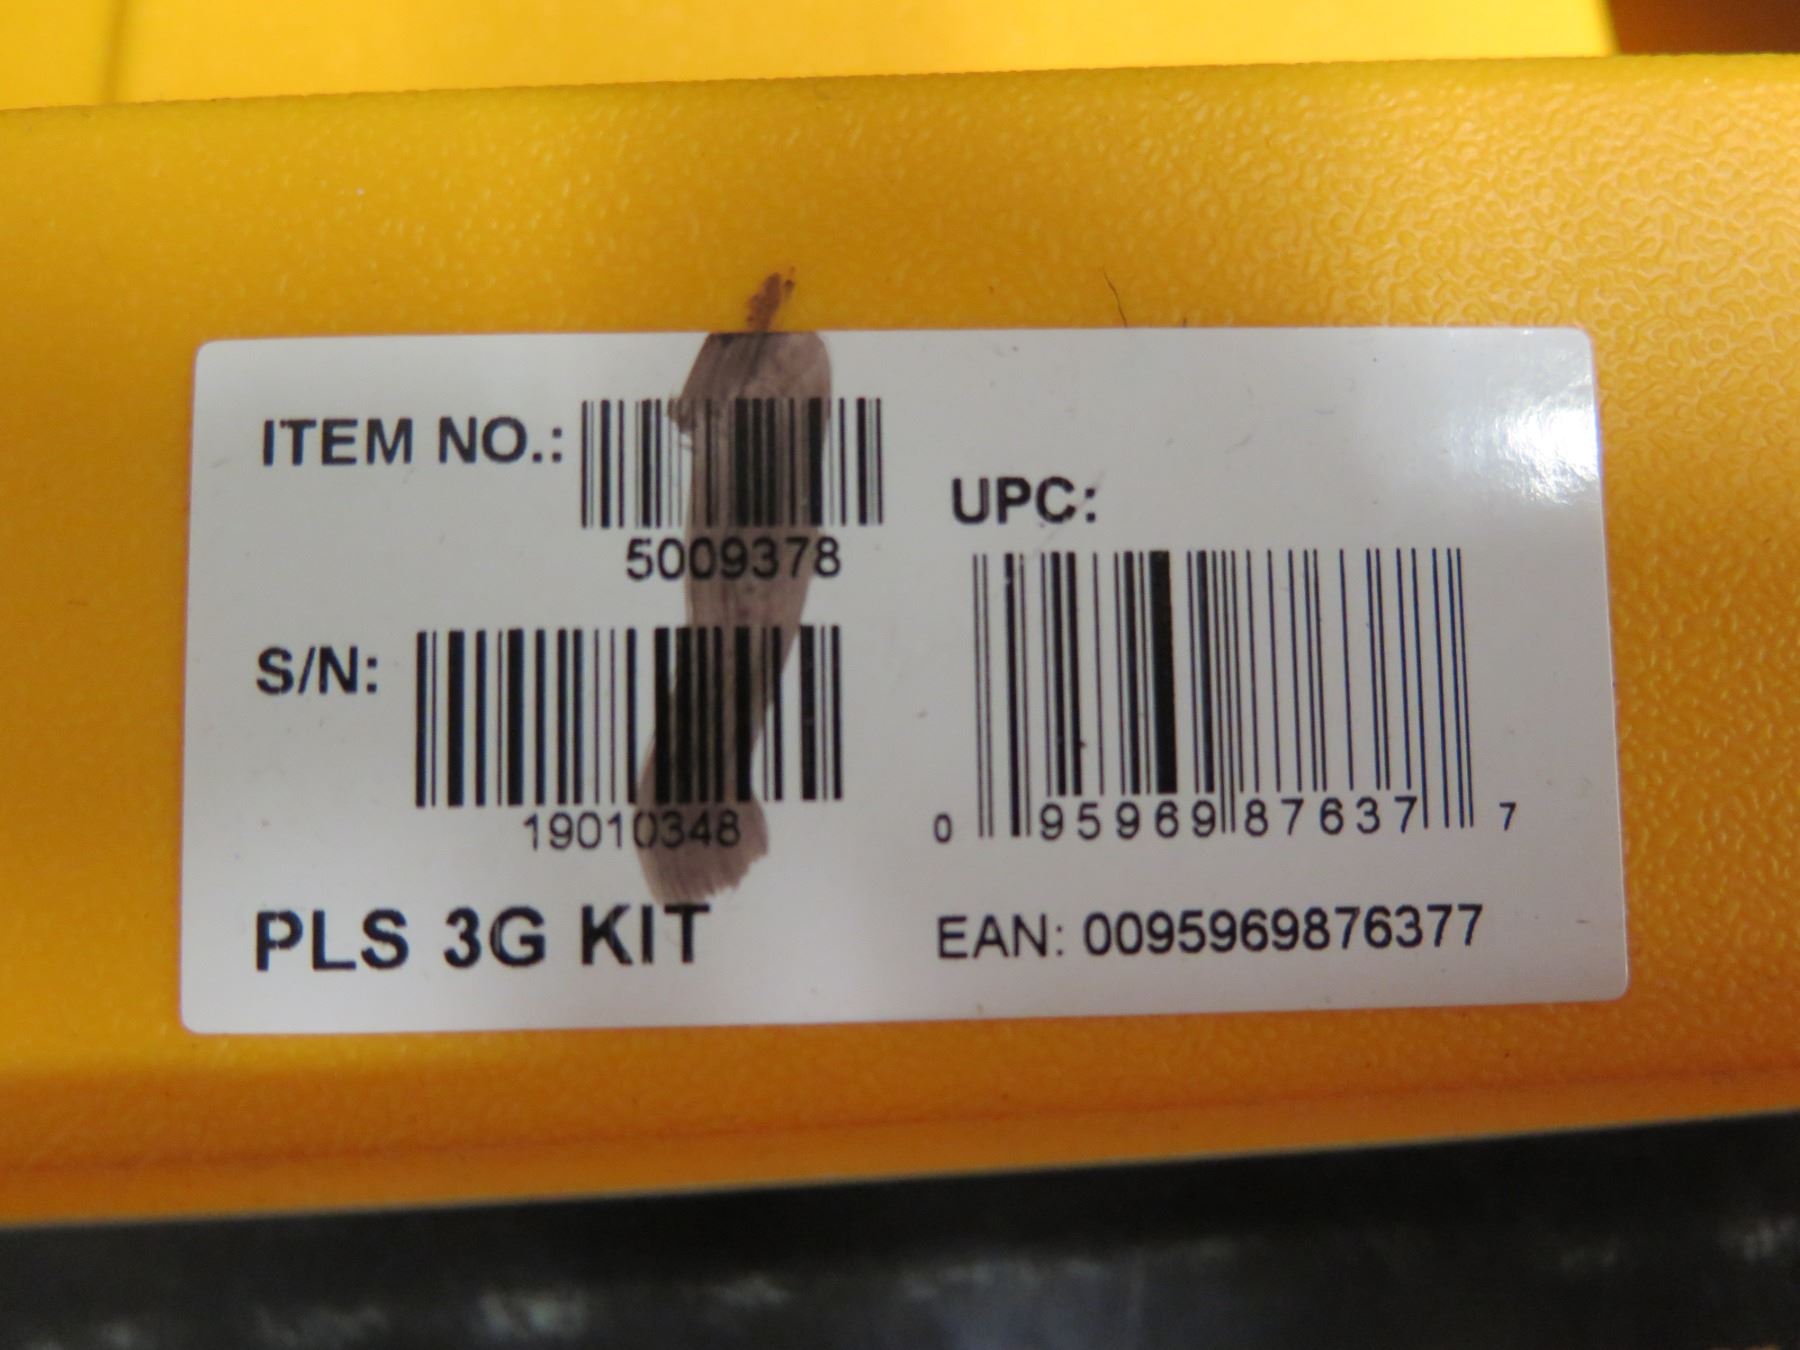 ITEM NO.:
5009378
S/N:
19010348
PLS 3G KIT
UPC:
0 95969 87637 7
EAN: 0095969876377